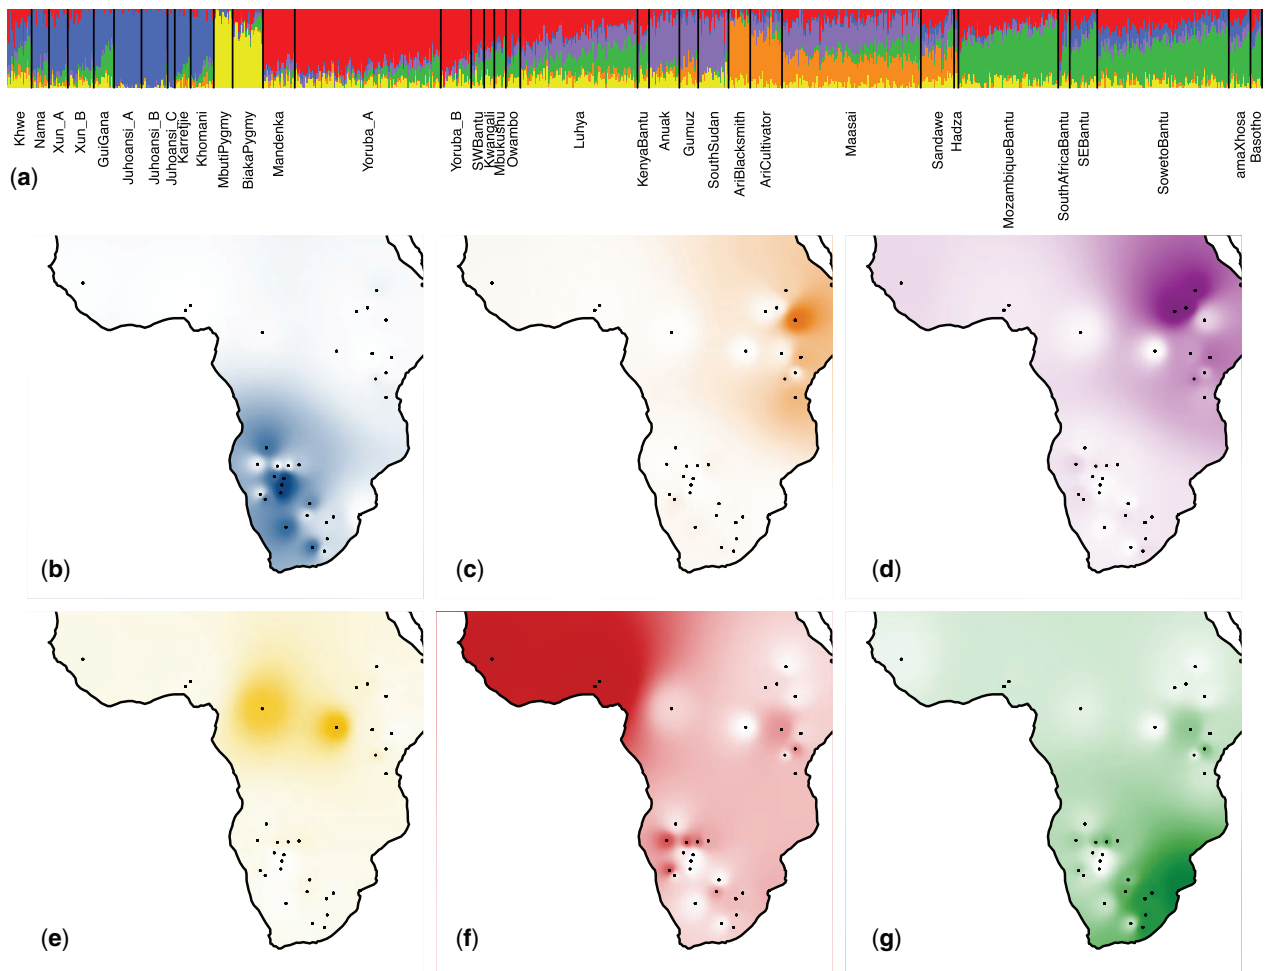 Khwe
Nama
Xun_A
Xun_B
GuiGana
Juhoansi_A
Juhoansi_B
Juhoansi_C
Karretjie
Khomani
MbutiPygmy
BiakaPygmy
Mandenka
Yoruba_A
Yoruba_B
SWBantu
Kwangali
Mbukushu
Owambo
Luhya
KenyaBantu
Anuak
Gumuz
SouthSudan
AriBlacksmith
AriCultivator
Maasai
Sandawe
Hadza
MozambiqueBantu
SouthAfricaBantu
SEBantu
SowetoBantu
amaXhosa
Basotho
(a)
(b)
(c)
(d)
(e)
(f)
(g)